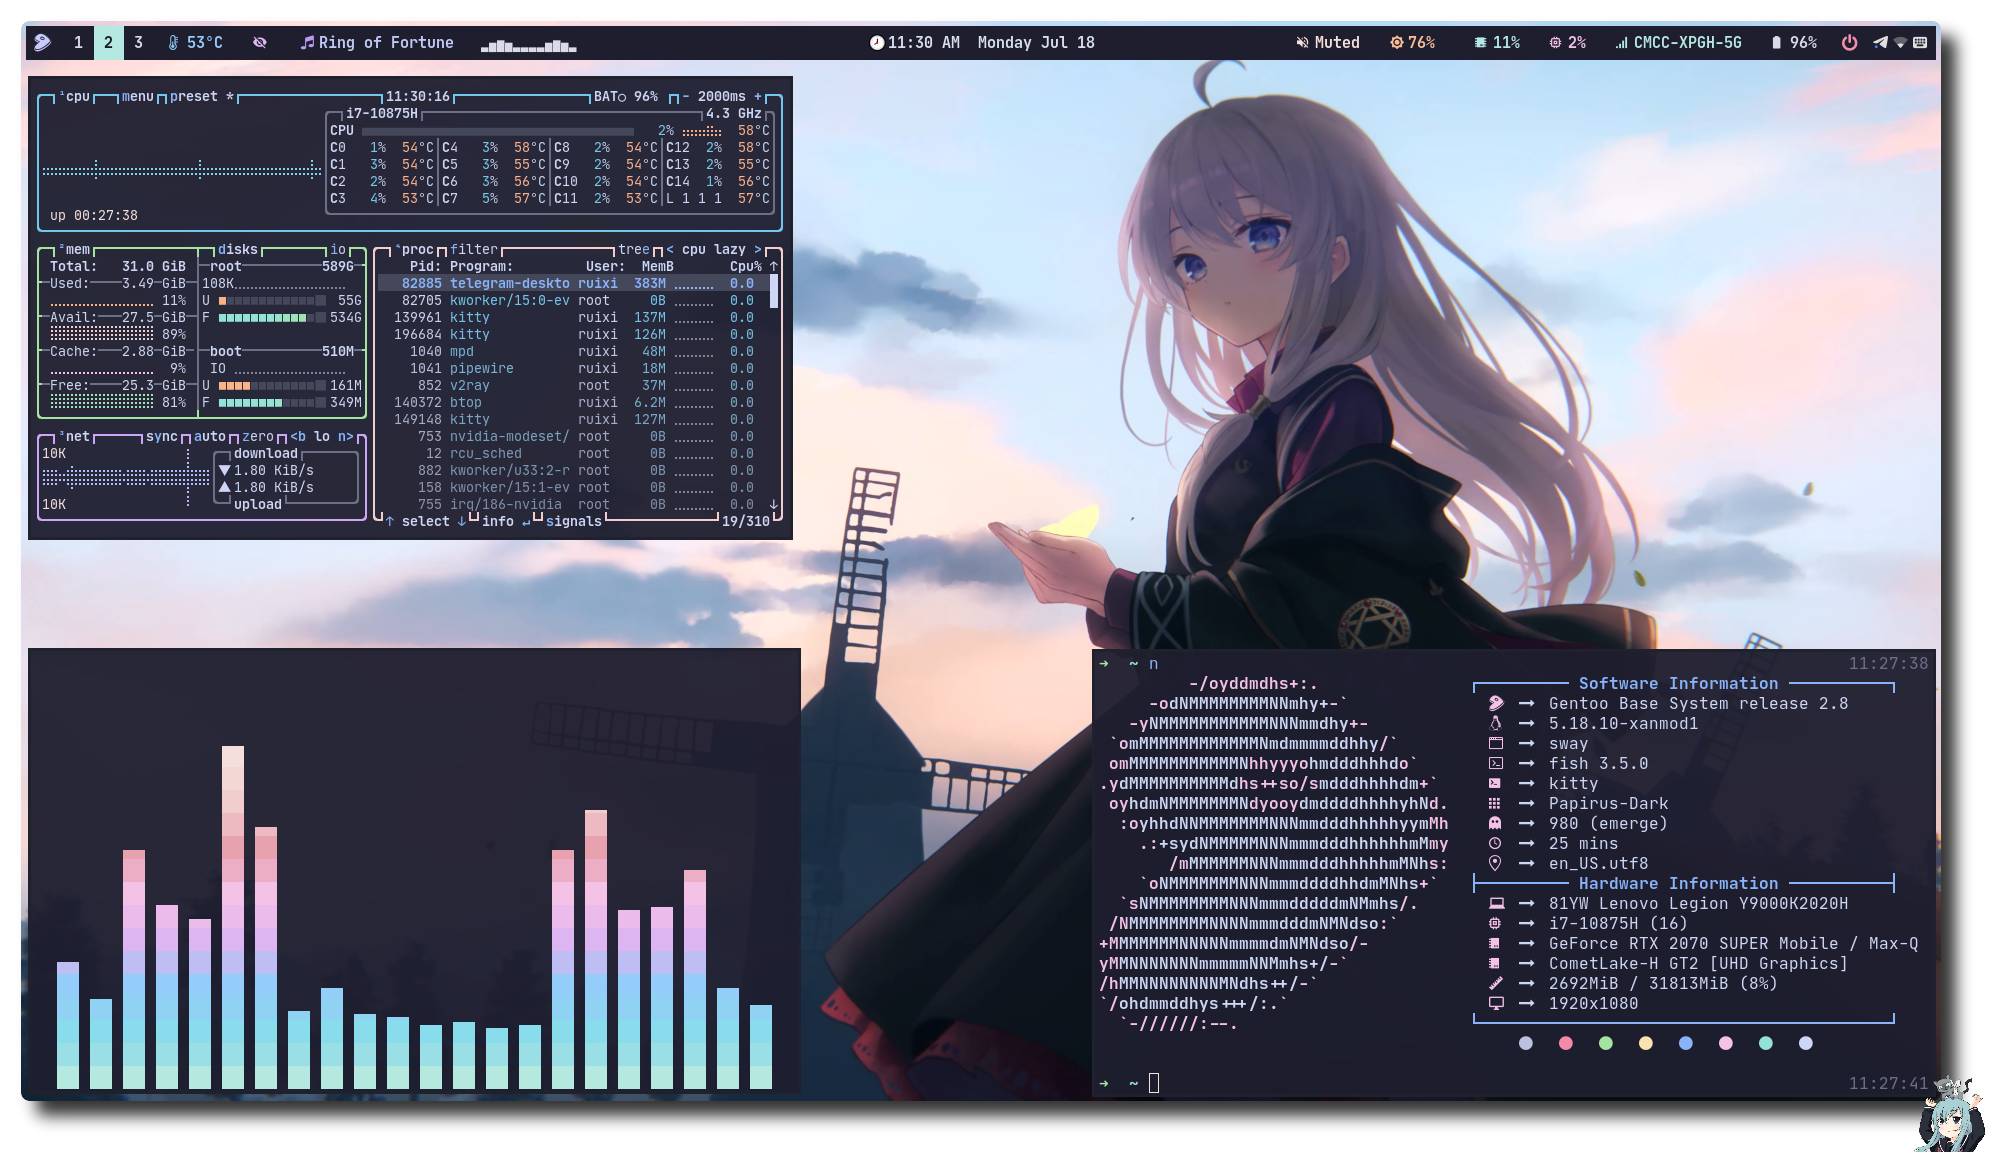 1 2 3 53°C Ring of Fortune 11:30 AM Monday Jul 18 Muted 76% 11% 2% CMCC-XPGH-5G 96%
¹cpu menu preset * 11:30:16 BAT○ 96% - 2000ms +
i7-10875H 4.3 GHz
CPU 2% 58°C
C0 1% 54°C C4 3% 58°C C8 2% 54°C C12 2% 58°C
C1 3% 54°C C5 3% 55°C C9 2% 54°C C13 2% 55°C
C2 2% 54°C C6 3% 56°C C10 2% 54°C C14 1% 56°C
C3 4% 53°C C7 5% 57°C C11 2% 53°C L 1 1 1 57°C
up 00:27:38
²mem disks io
Total: 31.0 GiB root 589G
Used: 3.49 GiB 108K
11% U 55G
Avail: 27.5 GiB F 534G
89%
Cache: 2.88 GiB boot 510M
9% IO
Free: 25.3 GiB U 161M
81% F 349M
³net sync auto zero <b lo n>
10K download
▼ 1.80 KiB/s
▲ 1.80 KiB/s
10K upload
⁴proc filter tree < cpu lazy >
Pid: Program: User: MemB Cpu% ↑
82885 telegram-deskto ruixi 383M 0.0
82705 kworker/15:0-ev root 0B 0.0
139961 kitty ruixi 137M 0.0
196684 kitty ruixi 126M 0.0
1040 mpd ruixi 48M 0.0
1041 pipewire ruixi 18M 0.0
852 v2ray root 37M 0.0
140372 btop ruixi 6.2M 0.0
149148 kitty ruixi 127M 0.0
753 nvidia-modeset/ root 0B 0.0
12 rcu_sched root 0B 0.0
882 kworker/u33:2-r root 0B 0.0
158 kworker/15:1-ev root 0B 0.0
755 irq/186-nvidia root 0B 0.0 ↓
↑ select ↓ info ↵ signals 19/310
➜ ~ n 11:27:38
-/oyddmdhs+:.
-odNMMMMMMMMNNmhy+-`
-yNMMMMMMMMMMMNNNmmdhy+-
`omMMMMMMMMMMMMNmdmmmmddhhy/`
omMMMMMMMMMMMNhhyyyohmdddhhhdo`
.ydMMMMMMMMMMdhs++so/smdddhhhhdm+`
oyhdmNMMMMMMMNdyooydmddddhhhhyhNd.
:oyhhdNNMMMMMMMNNNmmdddhhhhhyymMh
.:+sydNMMMMMNNNmmmdddhhhhhhmMmy
/mMMMMMMNNNmmmdddhhhhhmMNhs:
`oNMMMMMMMNNNmmmddddhhdmMNhs+`
`sNMMMMMMMMNNNmmmdddddmNMmhs/.
/NMMMMMMMMNNNNmmmdddmNMNdso:`
+MMMMMMMNNNNNmmmmdmNMNdso/-
yMMNNNNNNNmmmmmNNMmhs+/-`
/hMMNNNNNNNNMNdhs++/-`
`/ohdmmddhys+++/:.`
`-//////:--.
Software Information
→ Gentoo Base System release 2.8
→ 5.18.10-xanmod1
→ sway
→ fish 3.5.0
→ kitty
→ Papirus-Dark
→ 980 (emerge)
→ 25 mins
→ en_US.utf8
Hardware Information
→ 81YW Lenovo Legion Y9000K2020H
→ i7-10875H (16)
→ GeForce RTX 2070 SUPER Mobile / Max-Q
→ CometLake-H GT2 [UHD Graphics]
→ 2692MiB / 31813MiB (8%)
→ 1920x1080
➜ ~ 11:27:41